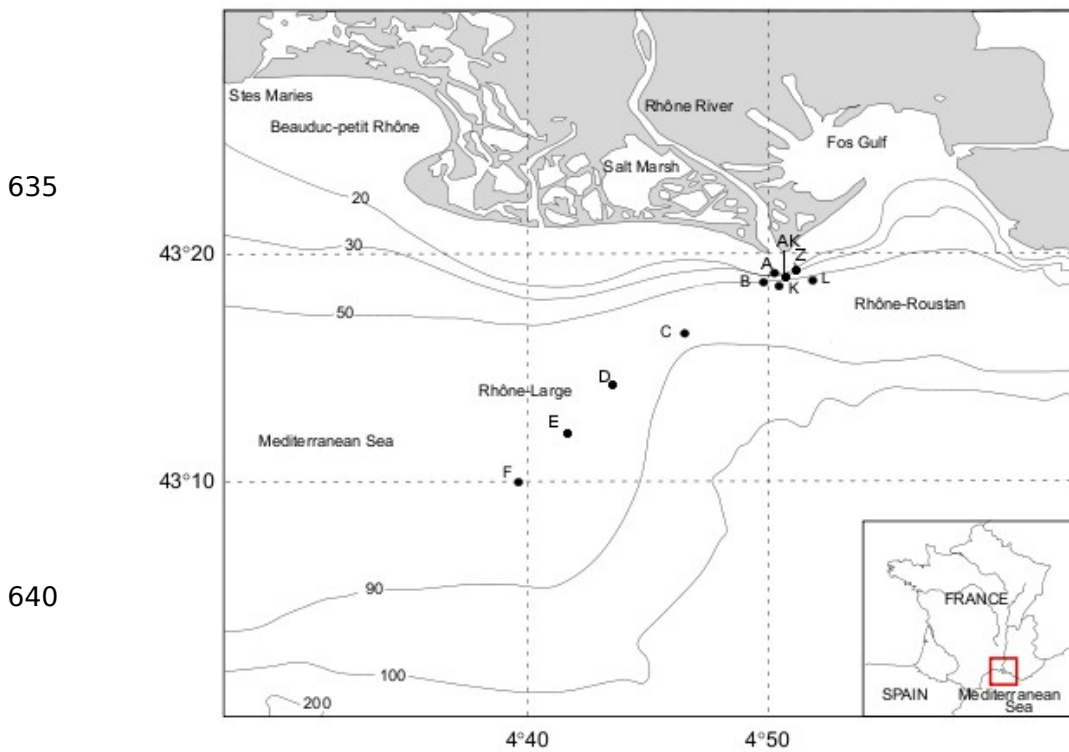 Stes Maries
Beauduc-petit Rhône
Rhône River
Fos Gulf
Salt Marsh
635
20
30
43°20
AK
A
Z
B
K
L
50
Rhône-Roustan
C
D
Rhône-Large
E
Mediterranean Sea
F
43°10
90
640
FRANCE
100
SPAIN
Mediterranean
Sea
200
4°40
4°50